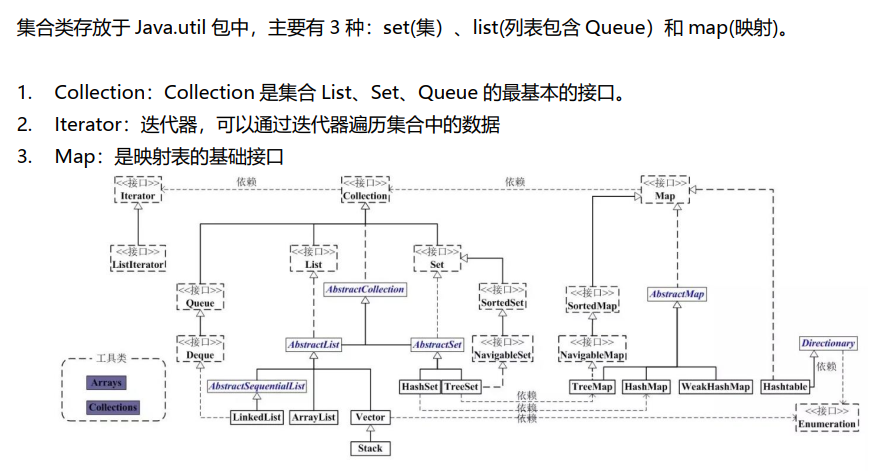 集合类存放于 Java.util 包中，主要有 3 种：set(集）、list(列表包含 Queue）和 map(映射)。
1. Collection：Collection 是集合 List、Set、Queue 的最基本的接口。
2. Iterator：迭代器，可以通过迭代器遍历集合中的数据
3. Map：是映射表的基础接口
<<接口>> 依赖 <<接口>> 依赖 <<接口>>
Iterator Collection Map
<<接口>> <<接口>> <<接口>>
ListIterator List Set
<<接口>> AbstractCollection <<接口>> <<接口>> AbstractMap
Queue SortedSet SortedMap
<<接口>> AbstractList AbstractSet <<接口>> <<接口>> Directionary
Deque NavigableSet NavigableMap
工具类 依赖
Arrays AbstractSequentialList HashSet TreeSet TreeMap HashMap WeakHashMap Hashtable
依赖
Collections 依赖 <<接口>>
LinkedList ArrayList Vector 依赖 Enumeration
Stack